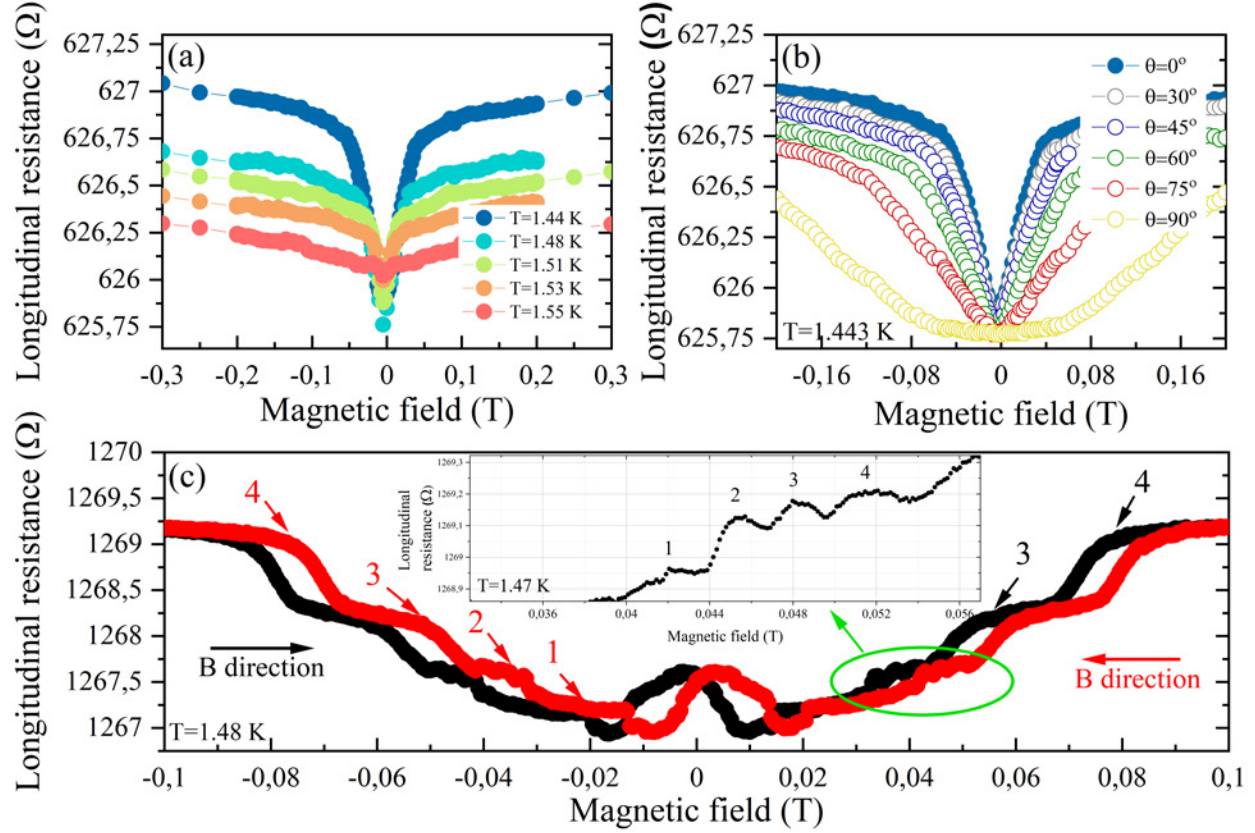 Longitudinal resistance (Ω)
627,25
627
626,75
626,5
626,25
626
625,75
(a)
T=1.44 K
T=1.48 K
T=1.51 K
T=1.53 K
T=1.55 K
-0,3 -0,2 -0,1 0 0,1 0,2 0,3
Magnetic field (T)
Longitudinal resistance (Ω)
627,25
627
626,75
626,5
626,25
626
625,75
(b)
θ=0°
θ=30°
θ=45°
θ=60°
θ=75°
θ=90°
T=1.443 K
-0,16 -0,08 0 0,08 0,16
Magnetic field (T)
Longitudinal resistance (Ω)
1270
1269,5
1269
1268,5
1268
1267,5
1267
(c)
4
3
2
1
B direction
T=1.48 K
Longitudinal
resistance (Ω)
1269,3
1269,2
1269,1
1269
1268,9
1
2
3
4
T=1.47 K
0,036 0,04 0,044 0,048 0,052 0,056
Magnetic field (T)
4
3
B direction
-0,1 -0,08 -0,06 -0,04 -0,02 0 0,02 0,04 0,06 0,08 0,1
Magnetic field (T)